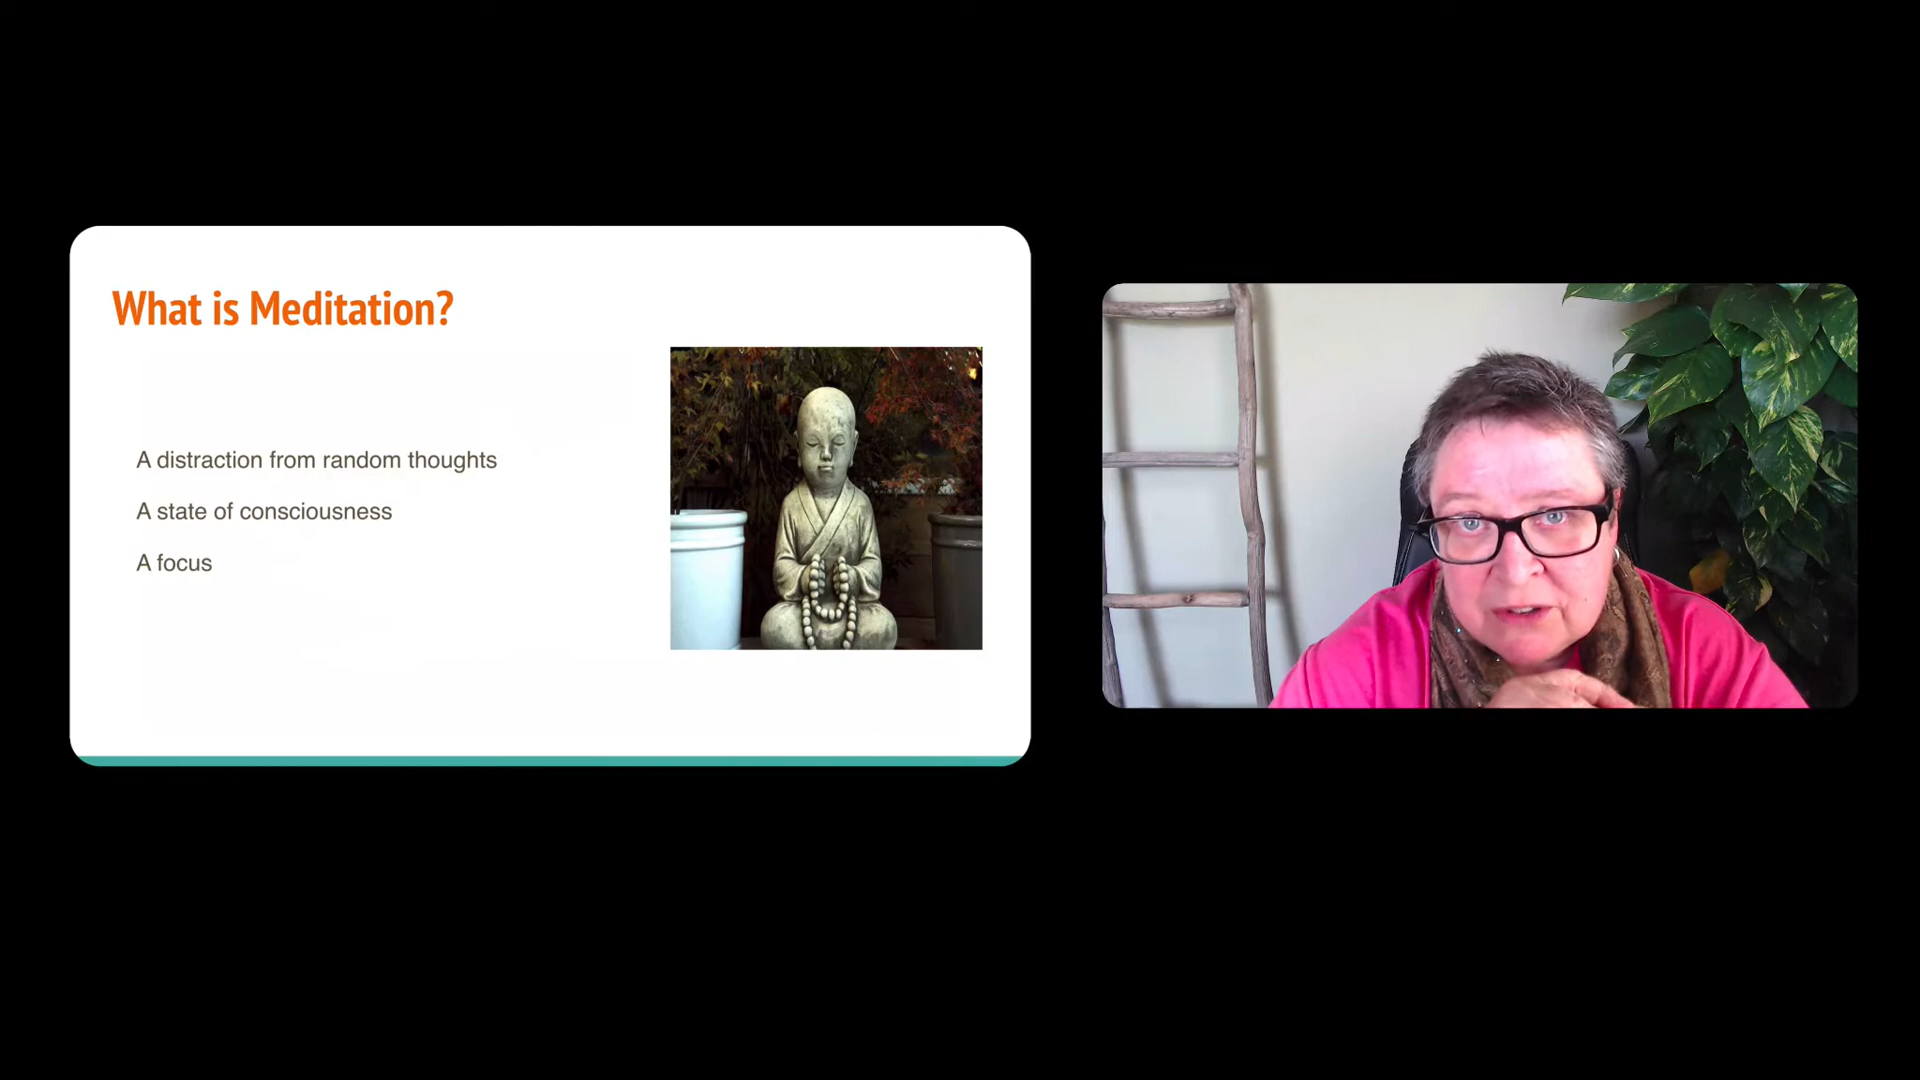 What is Meditation?
A distraction from random thoughts
A state of consciousness
A focus